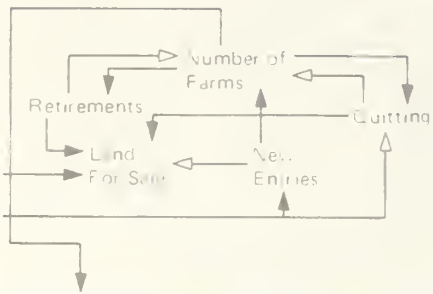 Number of
Farms
Retirements
Quitting
Land
For Sale
New
Entries